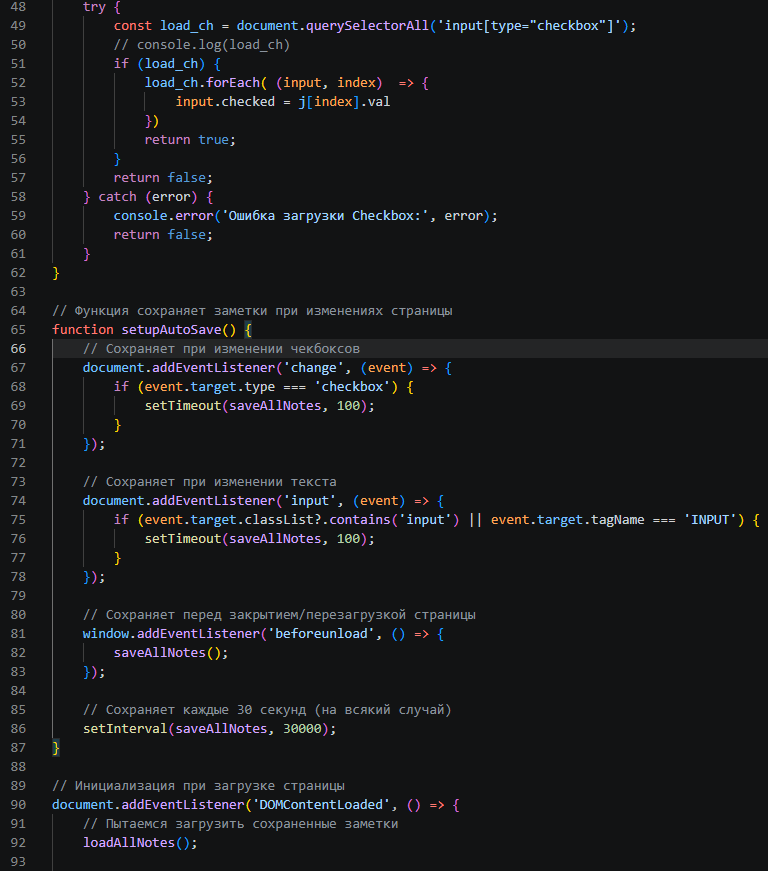 48 try {
49 const load_ch = document.querySelectorAll('input[type="checkbox"]');
50 // console.log(load_ch)
51 if (load_ch) {
52 load_ch.forEach( (input, index)  => {
53 input.checked = j[index].val
54 })
55 return true;
56 }
57 return false;
58 } catch (error) {
59 console.error('Ошибка загрузки Checkbox:', error);
60 return false;
61 }
62 }
63
64 // Функция сохраняет заметки при изменениях страницы
65 function setupAutoSave() {
66 // Сохраняет при изменении чекбоксов
67 document.addEventListener('change', (event) => {
68 if (event.target.type === 'checkbox') {
69 setTimeout(saveAllNotes, 100);
70 }
71 });
72
73 // Сохраняет при изменении текста
74 document.addEventListener('input', (event) => {
75 if (event.target.classList?.contains('input') || event.target.tagName === 'INPUT') {
76 setTimeout(saveAllNotes, 100);
77 }
78 });
79
80 // Сохраняет перед закрытием/перезагрузкой страницы
81 window.addEventListener('beforeunload', () => {
82 saveAllNotes();
83 });
84
85 // Сохраняет каждые 30 секунд (на всякий случай)
86 setInterval(saveAllNotes, 30000);
87 }
88
89 // Инициализация при загрузке страницы
90 document.addEventListener('DOMContentLoaded', () => {
91 // Пытаемся загрузить сохраненные заметки
92 loadAllNotes();
93